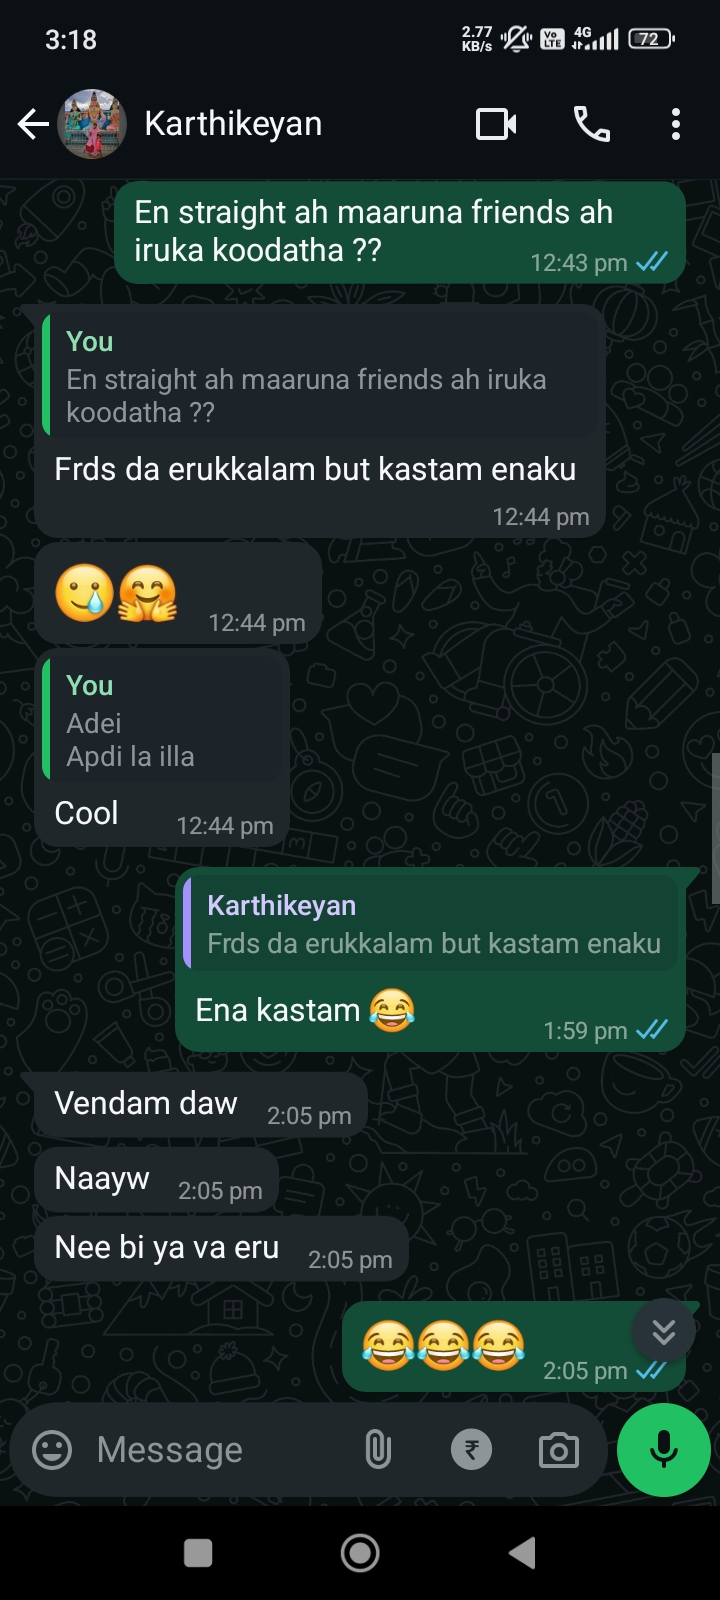 3:18
2.77
KB/s
Vo
LTE
4G
72
Karthikeyan
En straight ah maaruna friends ah
iruka koodatha ??
12:43 pm
You
En straight ah maaruna friends ah iruka
koodatha ??
Frds da erukkalam but kastam enaku
12:44 pm
🥲🤗
12:44 pm
You
Adei
Apdi la illa
Cool
12:44 pm
Karthikeyan
Frds da erukkalam but kastam enaku
Ena kastam 😂
1:59 pm
Vendam daw
2:05 pm
Naayw
2:05 pm
Nee bi ya va eru
2:05 pm
😂😂😂
2:05 pm
Message
₹